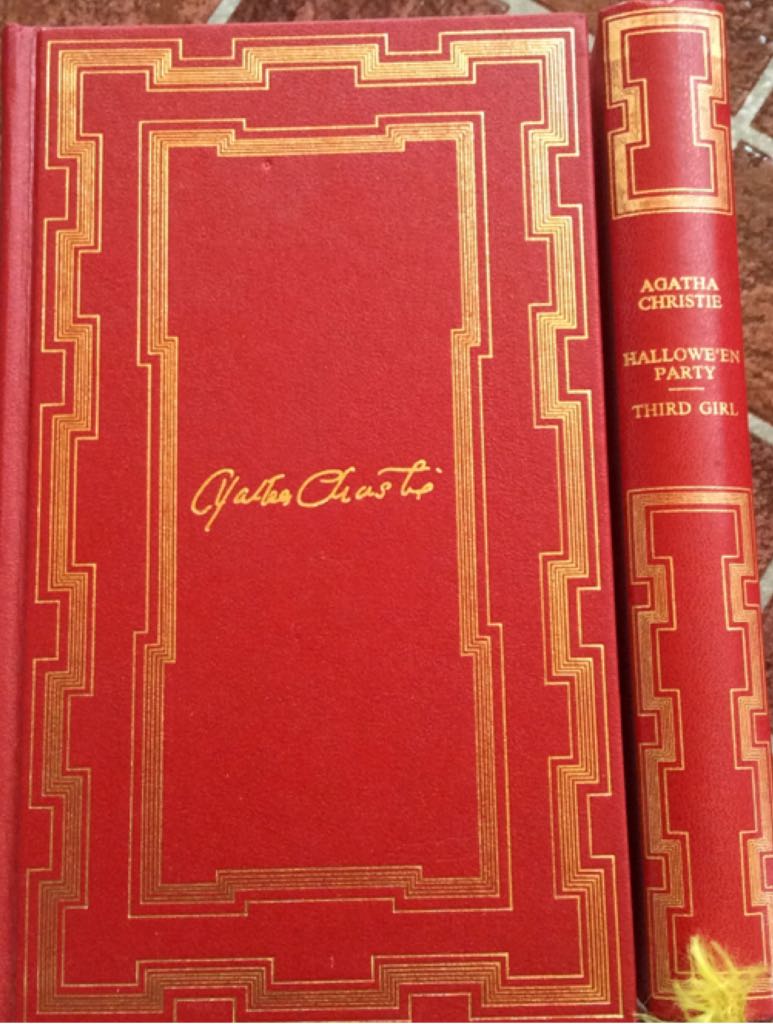 Agatha Christie
AGATHA
CHRISTIE
HALLOWE'EN
PARTY
THIRD GIRL